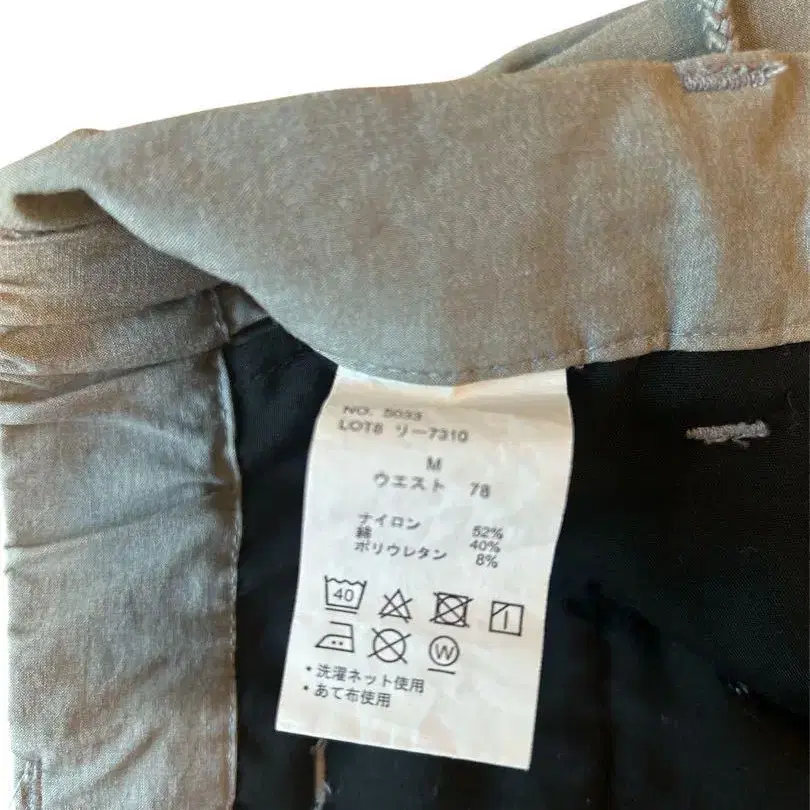 NO. 5033
LOT8 リー7310
M
ウエスト 78
ナイロン 52%
綿 40%
ポリウレタン 8%
40
W
・洗濯ネット使用
・あて布使用